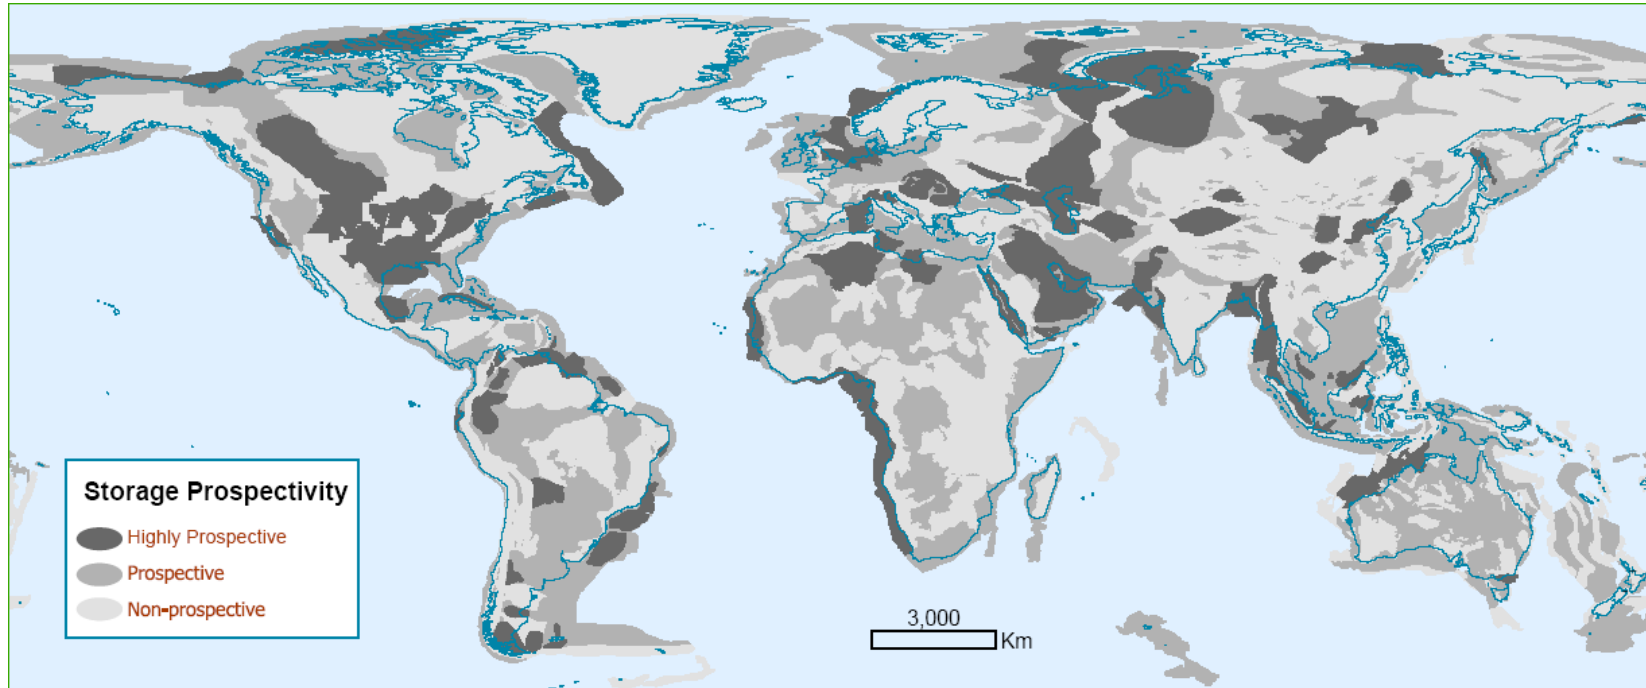 Storage Prospectivity
Highly Prospective
Prospective
Non-prospective
3,000
Km